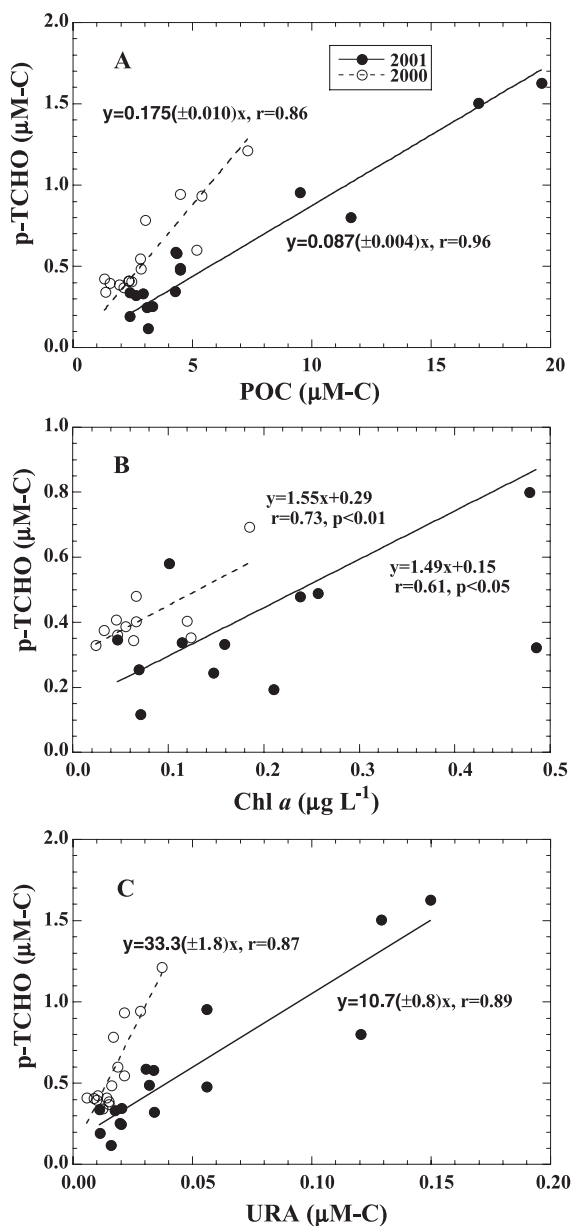 2.0
A
2001
2000
y=0.175(±0.010)x, r=0.86
1.5
1.0
y=0.087(±0.004)x, r=0.96
0.5
0.0
p-TCHO (µM-C)
0 5 10 15 20
POC (µM-C)
1.0
B
y=1.55x+0.29
r=0.73, p<0.01
0.8
y=1.49x+0.15
r=0.61, p<0.05
0.6
0.4
0.2
0.0
p-TCHO (µM-C)
0.0 0.1 0.2 0.3 0.4 0.5
Chl a (µg L⁻¹)
2.0
C
1.5
y=33.3(±1.8)x, r=0.87
1.0
y=10.7(±0.8)x, r=0.89
0.5
0.0
p-TCHO (µM-C)
0.00 0.05 0.10 0.15 0.20
URA (µM-C)